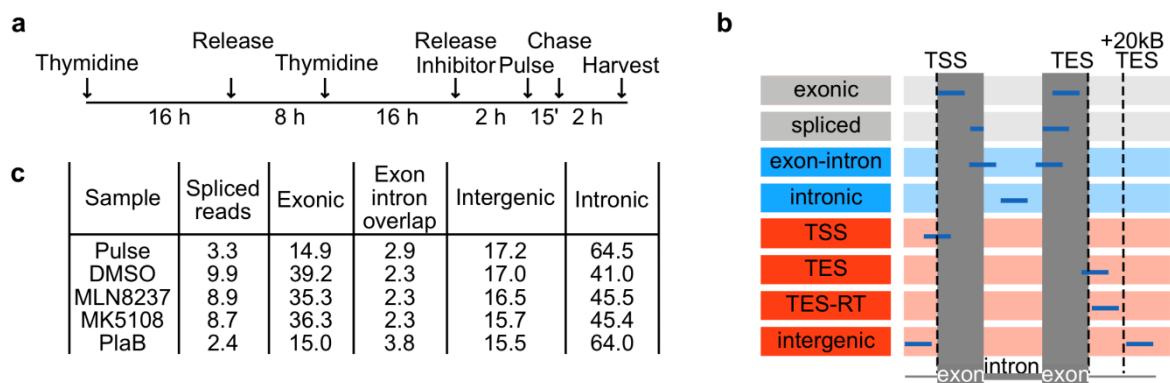 a
Thymidine
Release
Thymidine
Release
Inhibitor
Pulse
Chase
Harvest
16 h
8 h
16 h
2 h
15'
2 h
c
Sample Spliced reads Exonic Exon intron overlap Intergenic Intronic
Pulse 3.3 14.9 2.9 17.2 64.5
DMSO 9.9 39.2 2.3 17.0 41.0
MLN8237 8.9 35.3 2.3 16.5 45.5
MK5108 8.7 36.3 2.3 15.7 45.4
PlaB 2.4 15.0 3.8 15.5 64.0
b
TSS
TES
+20kB
TES
exonic
spliced
exon-intron
intronic
TSS
TES
TES-RT
intergenic
exon
intron
exon